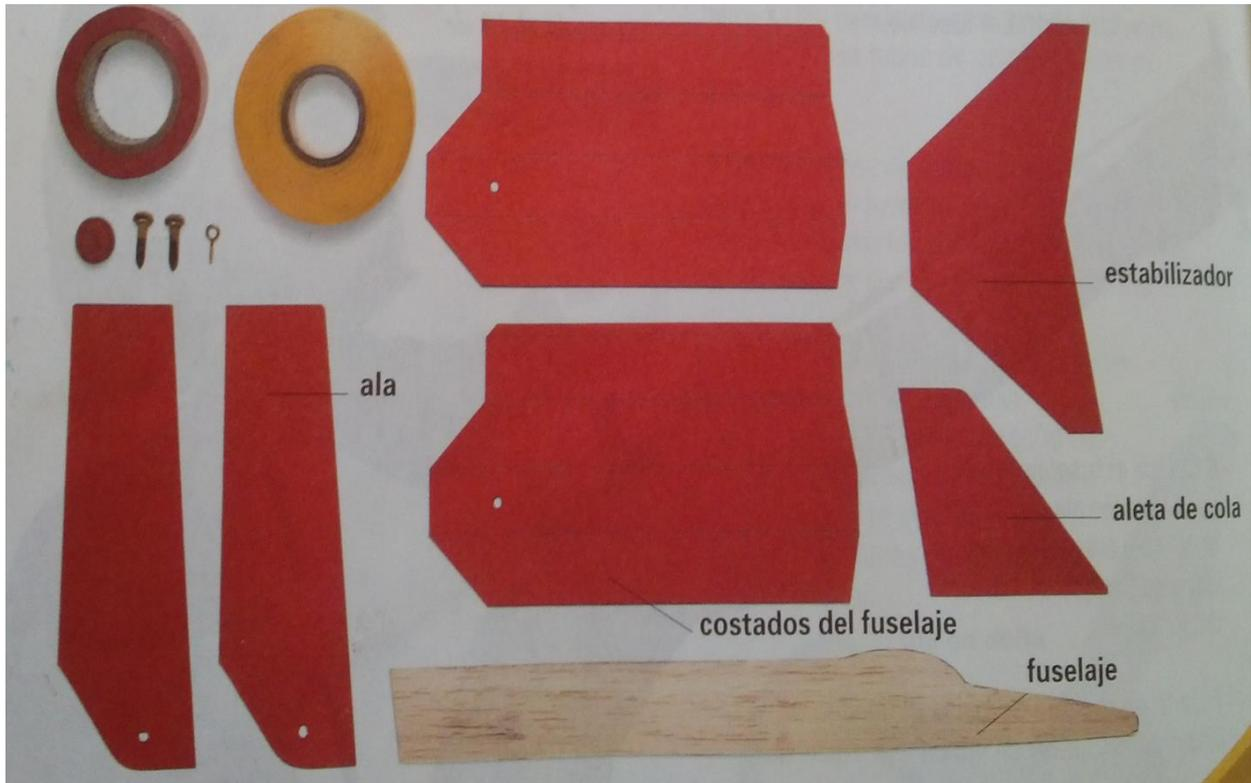 estabilizador
ala
aleta de cola
costados del fuselaje
fuselaje